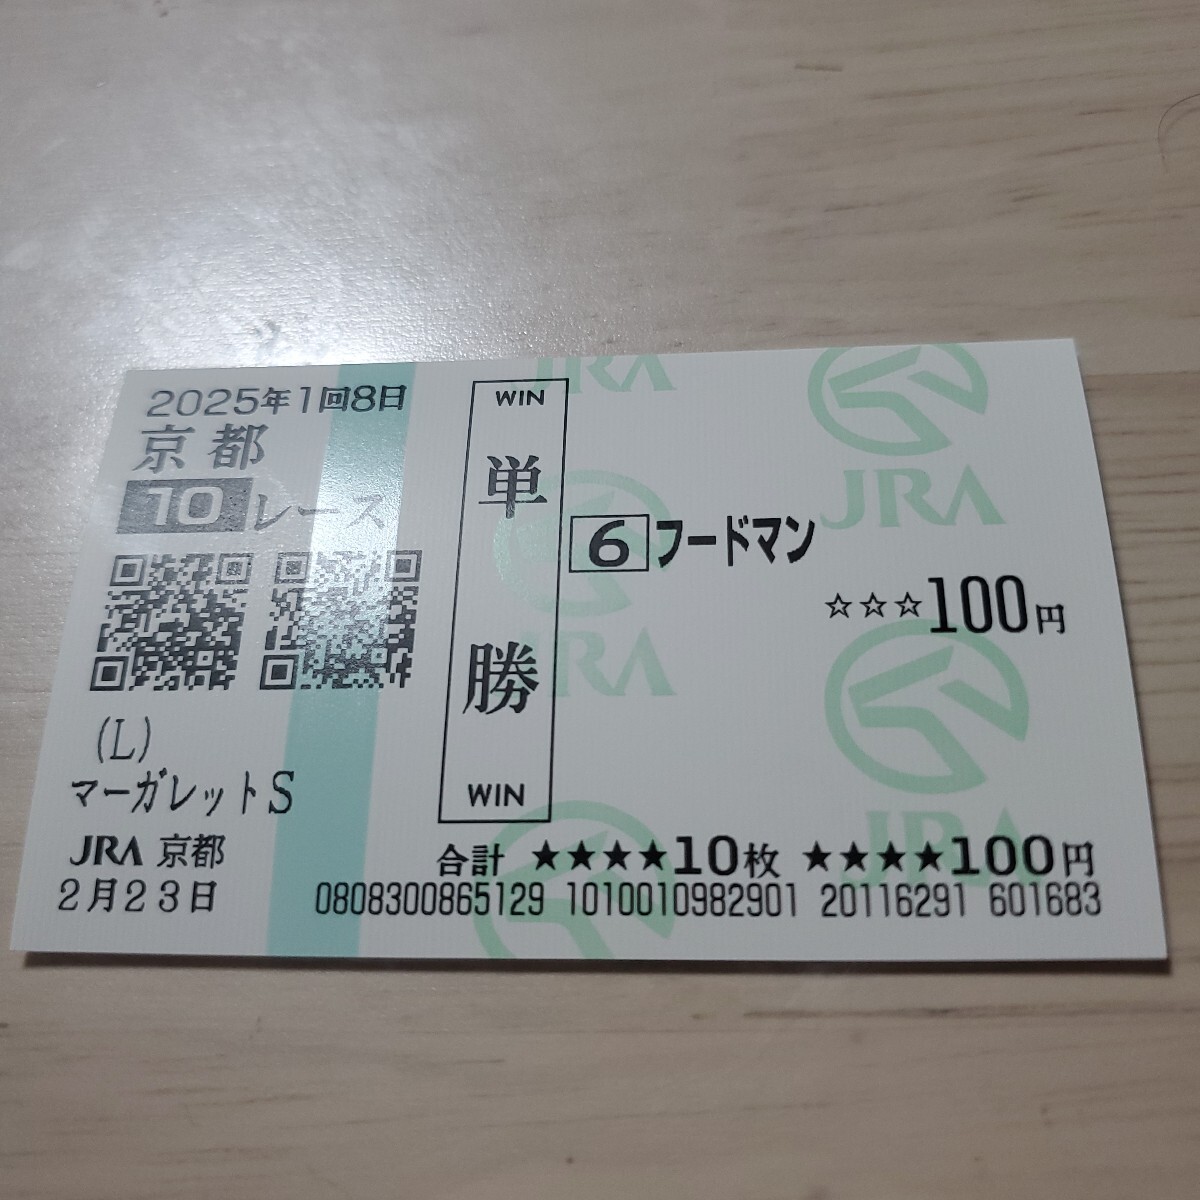 2025年1回8日
京都
10レース
(L)
マーガレットS
JRA 京都
2月23日
WIN
単勝
WIN
6 フードマン
☆☆☆100円
合計 ★★★★10枚 ★★★★100円
0808300865129 1010010982901 20116291 601683
JRA
JRA
JRA
JRA